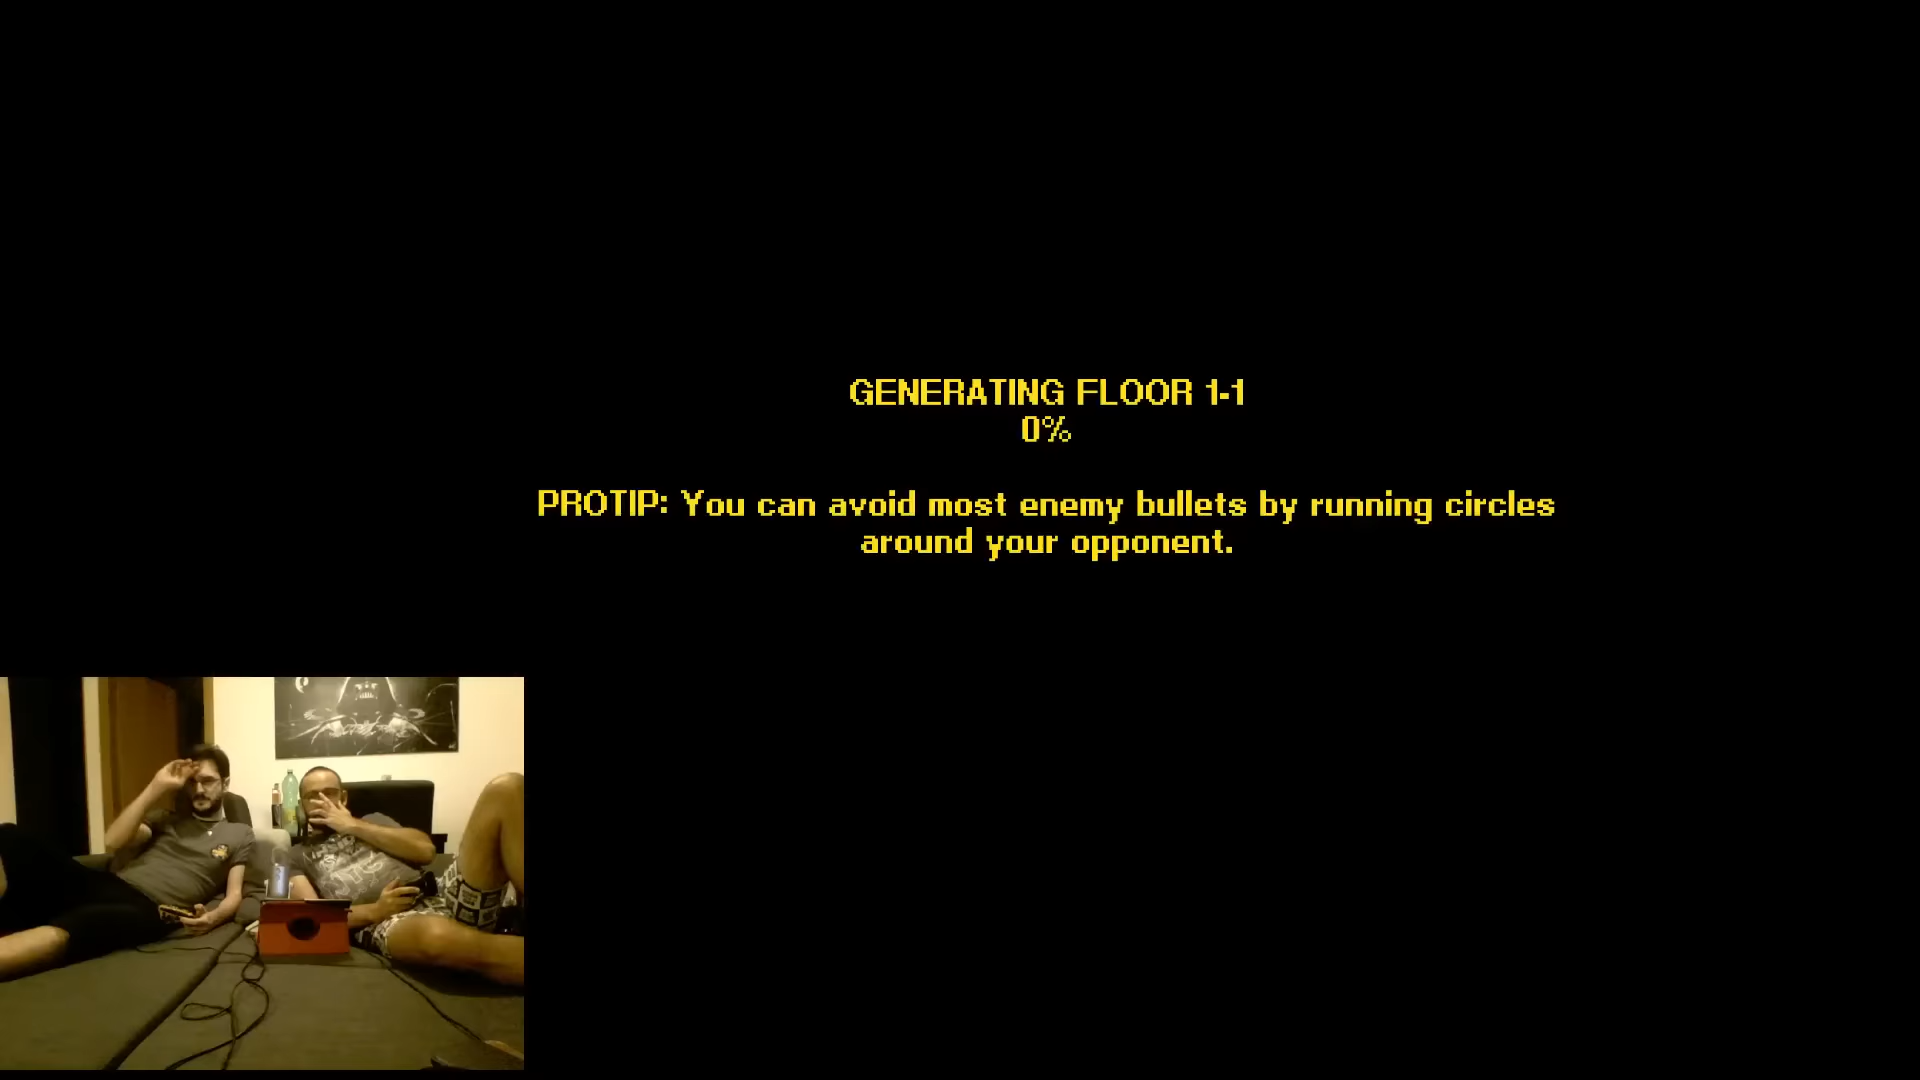 GENERATING FLOOR 1-1
0%
PROTIP: You can avoid most enemy bullets by running circles
around your opponent.